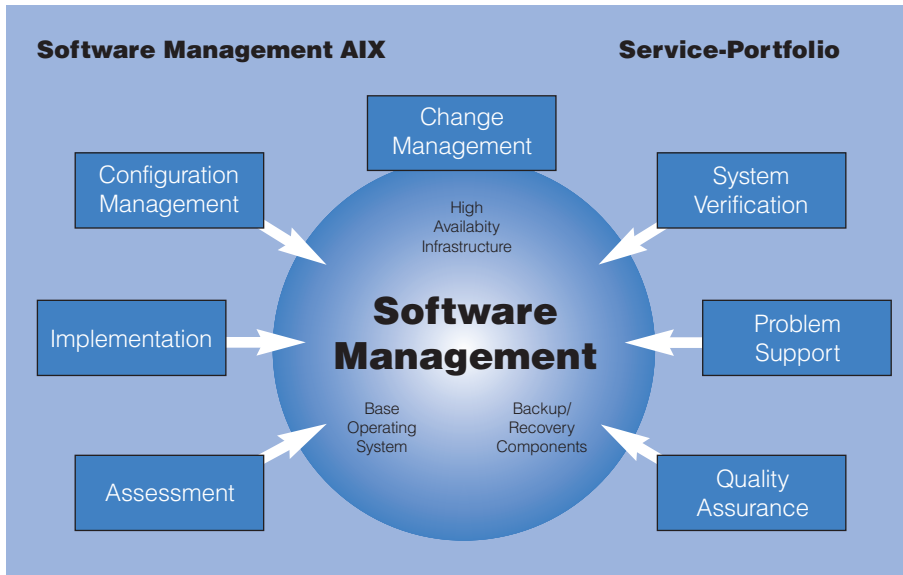 Software Management AIX
Service-Portfolio
Change
Management
Configuration
Management
System
Verification
High
Availabity
Infrastructure
Software
Management
Implementation
Problem
Support
Base
Operating
System
Backup/
Recovery
Components
Assessment
Quality
Assurance